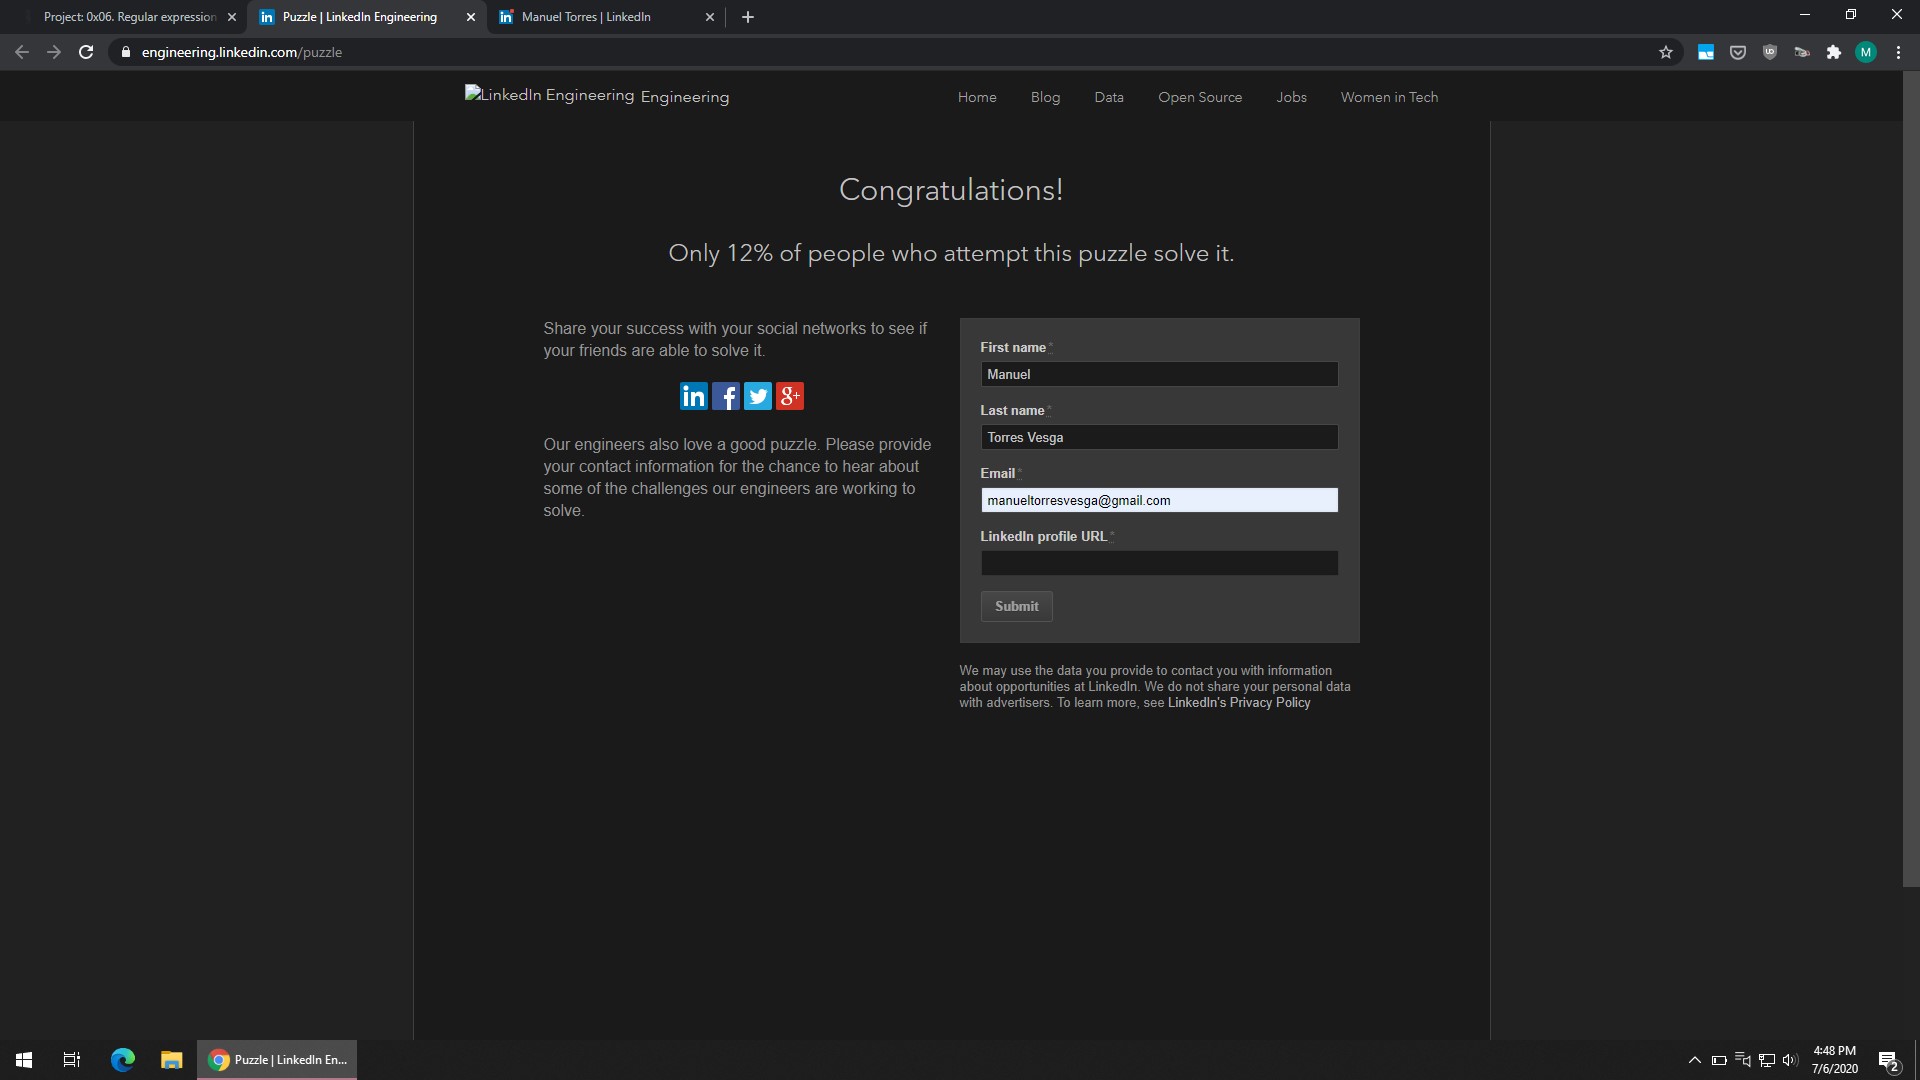 Project: 0x06. Regular expression
Puzzle | LinkedIn Engineering
Manuel Torres | LinkedIn
engineering.linkedin.com/puzzle
M
LinkedIn Engineering Engineering
Home
Blog
Data
Open Source
Jobs
Women in Tech
Congratulations!
Only 12% of people who attempt this puzzle solve it.
Share your success with your social networks to see if
your friends are able to solve it.
Our engineers also love a good puzzle. Please provide
your contact information for the chance to hear about
some of the challenges our engineers are working to
solve.
First name*
Manuel
Last name*
Torres Vesga
Email*
manueltorresvesga@gmail.com
LinkedIn profile URL*
Submit
We may use the data you provide to contact you with information
about opportunities at LinkedIn. We do not share your personal data
with advertisers. To learn more, see LinkedIn's Privacy Policy
Puzzle | LinkedIn En...
4:48 PM
7/6/2020
2